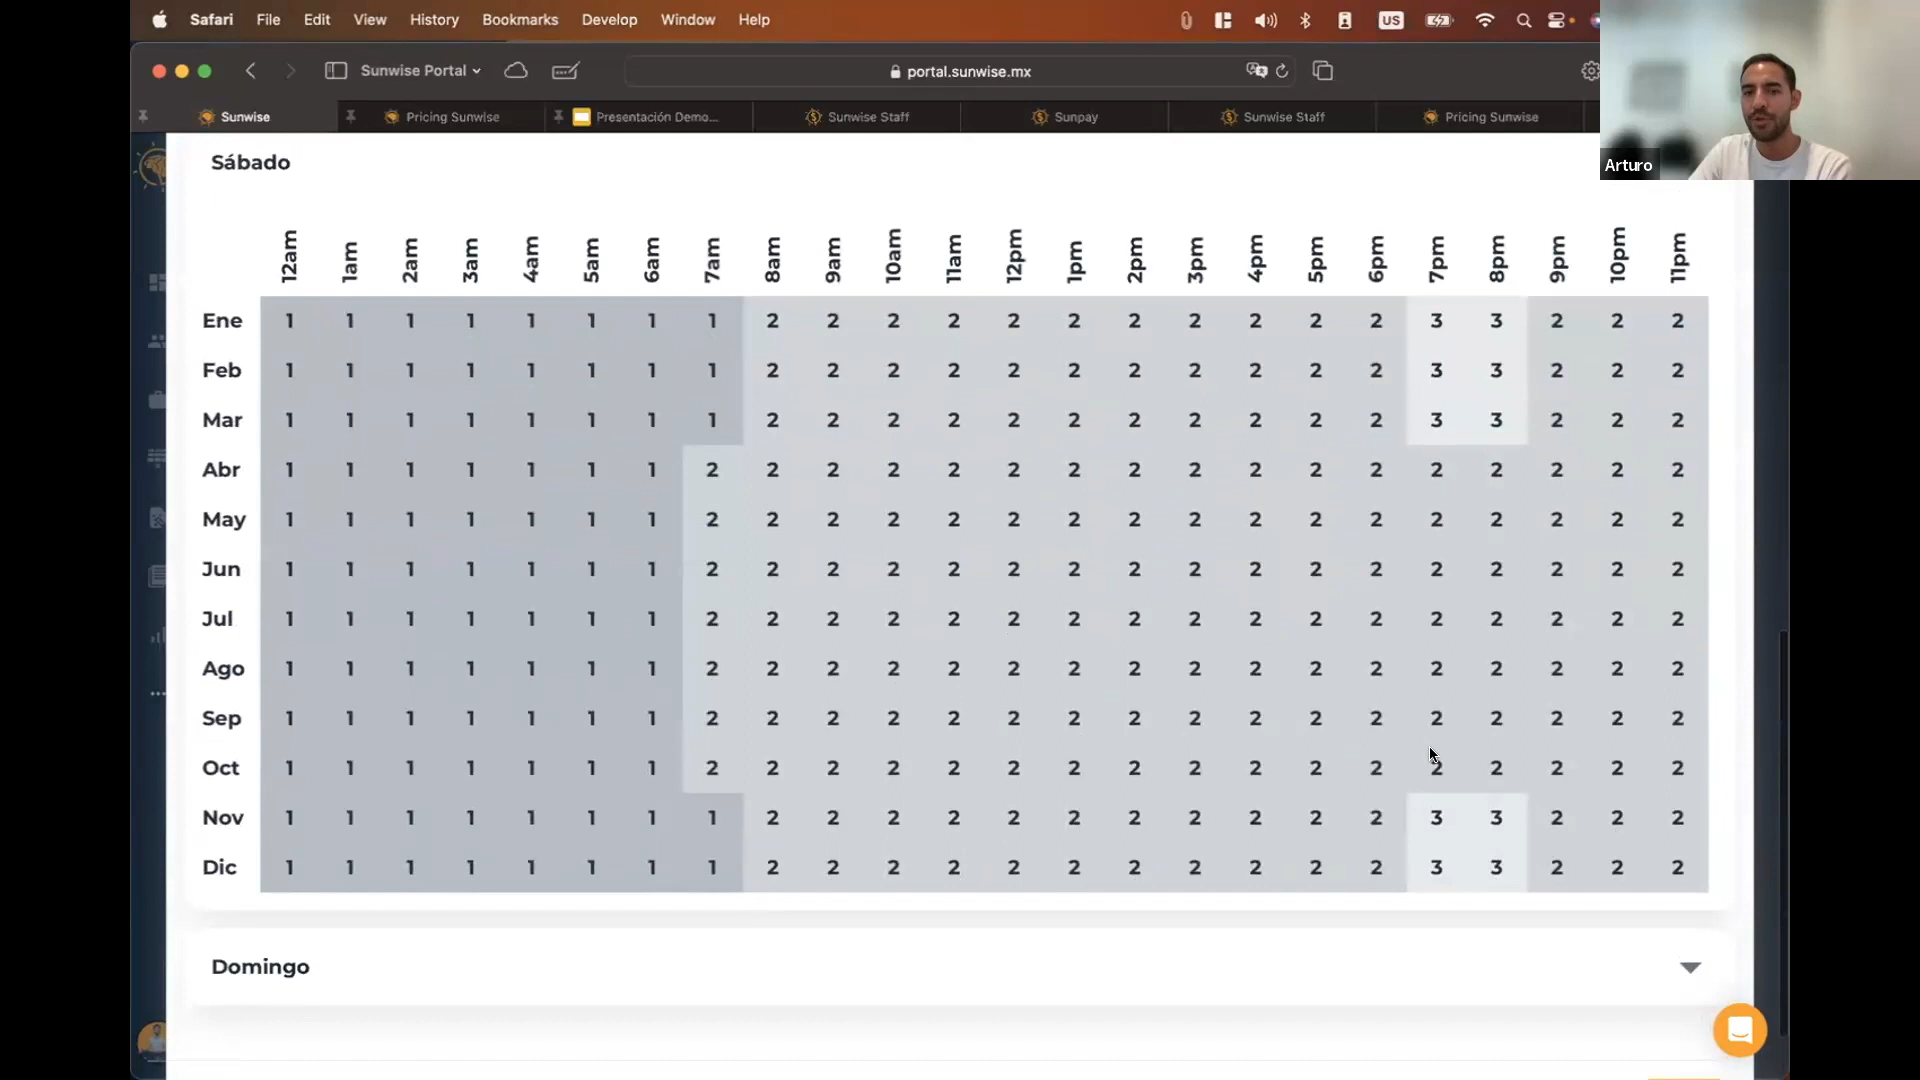 Safari File Edit View History Bookmarks Develop Window Help US
Sunwise Portal portal.sunwise.mx
Sunwise Pricing Sunwise Presentación Demo... Sunwise Staff Sunpay Sunwise Staff Pricing Sunwise
Arturo
Sábado
12am 1am 2am 3am 4am 5am 6am 7am 8am 9am 10am 11am 12pm 1pm 2pm 3pm 4pm 5pm 6pm 7pm 8pm 9pm 10pm 11pm
Ene 1 1 1 1 1 1 1 1 2 2 2 2 2 2 2 2 2 2 2 3 3 2 2 2
Feb 1 1 1 1 1 1 1 1 2 2 2 2 2 2 2 2 2 2 2 3 3 2 2 2
Mar 1 1 1 1 1 1 1 1 2 2 2 2 2 2 2 2 2 2 2 3 3 2 2 2
Abr 1 1 1 1 1 1 1 2 2 2 2 2 2 2 2 2 2 2 2 2 2 2 2 2
May 1 1 1 1 1 1 1 2 2 2 2 2 2 2 2 2 2 2 2 2 2 2 2 2
Jun 1 1 1 1 1 1 1 2 2 2 2 2 2 2 2 2 2 2 2 2 2 2 2 2
Jul 1 1 1 1 1 1 1 2 2 2 2 2 2 2 2 2 2 2 2 2 2 2 2 2
Ago 1 1 1 1 1 1 1 2 2 2 2 2 2 2 2 2 2 2 2 2 2 2 2 2
Sep 1 1 1 1 1 1 1 2 2 2 2 2 2 2 2 2 2 2 2 2 2 2 2 2
Oct 1 1 1 1 1 1 1 2 2 2 2 2 2 2 2 2 2 2 2 2 2 2 2 2
Nov 1 1 1 1 1 1 1 1 2 2 2 2 2 2 2 2 2 2 2 3 3 2 2 2
Dic 1 1 1 1 1 1 1 1 2 2 2 2 2 2 2 2 2 2 2 3 3 2 2 2
Domingo